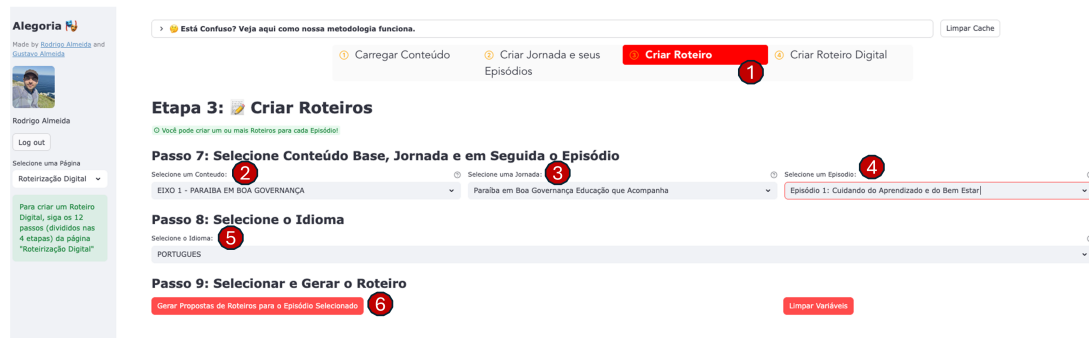 Alegoria
Made by Rodrigo Almeida and
Gustavo Almeida
Rodrigo Almeida
Log out
Selecione uma Página
Roteirização Digital
Para criar um Roteiro
Digital, siga os 12
passos (divididos nas
4 etapas) da página
"Roteirização Digital"
Está Confuso? Veja aqui como nossa metodologia funciona.
Limpar Cache
1 Carregar Conteúdo
2 Criar Jornada e seus
Episódios
3 Criar Roteiro
4 Criar Roteiro Digital
1
Etapa 3: Criar Roteiros
Você pode criar um ou mais Roteiros para cada Episódio!
Passo 7: Selecione Conteúdo Base, Jornada e em Seguida o Episódio
Selecione um Conteudo: 2
EIXO 1 - PARAIBA EM BOA GOVERNANÇA
Selecione uma Jornada: 3
Paraíba em Boa Governança Educação que Acompanha
Selecione um Episodio: 4
Episódio 1: Cuidando do Aprendizado e do Bem Estar
Passo 8: Selecione o Idioma
Selecione o Idioma: 5
PORTUGUES
Passo 9: Selecionar e Gerar o Roteiro
Gerar Propostas de Roteiros para o Episódio Selecionado 6
Limpar Variáveis